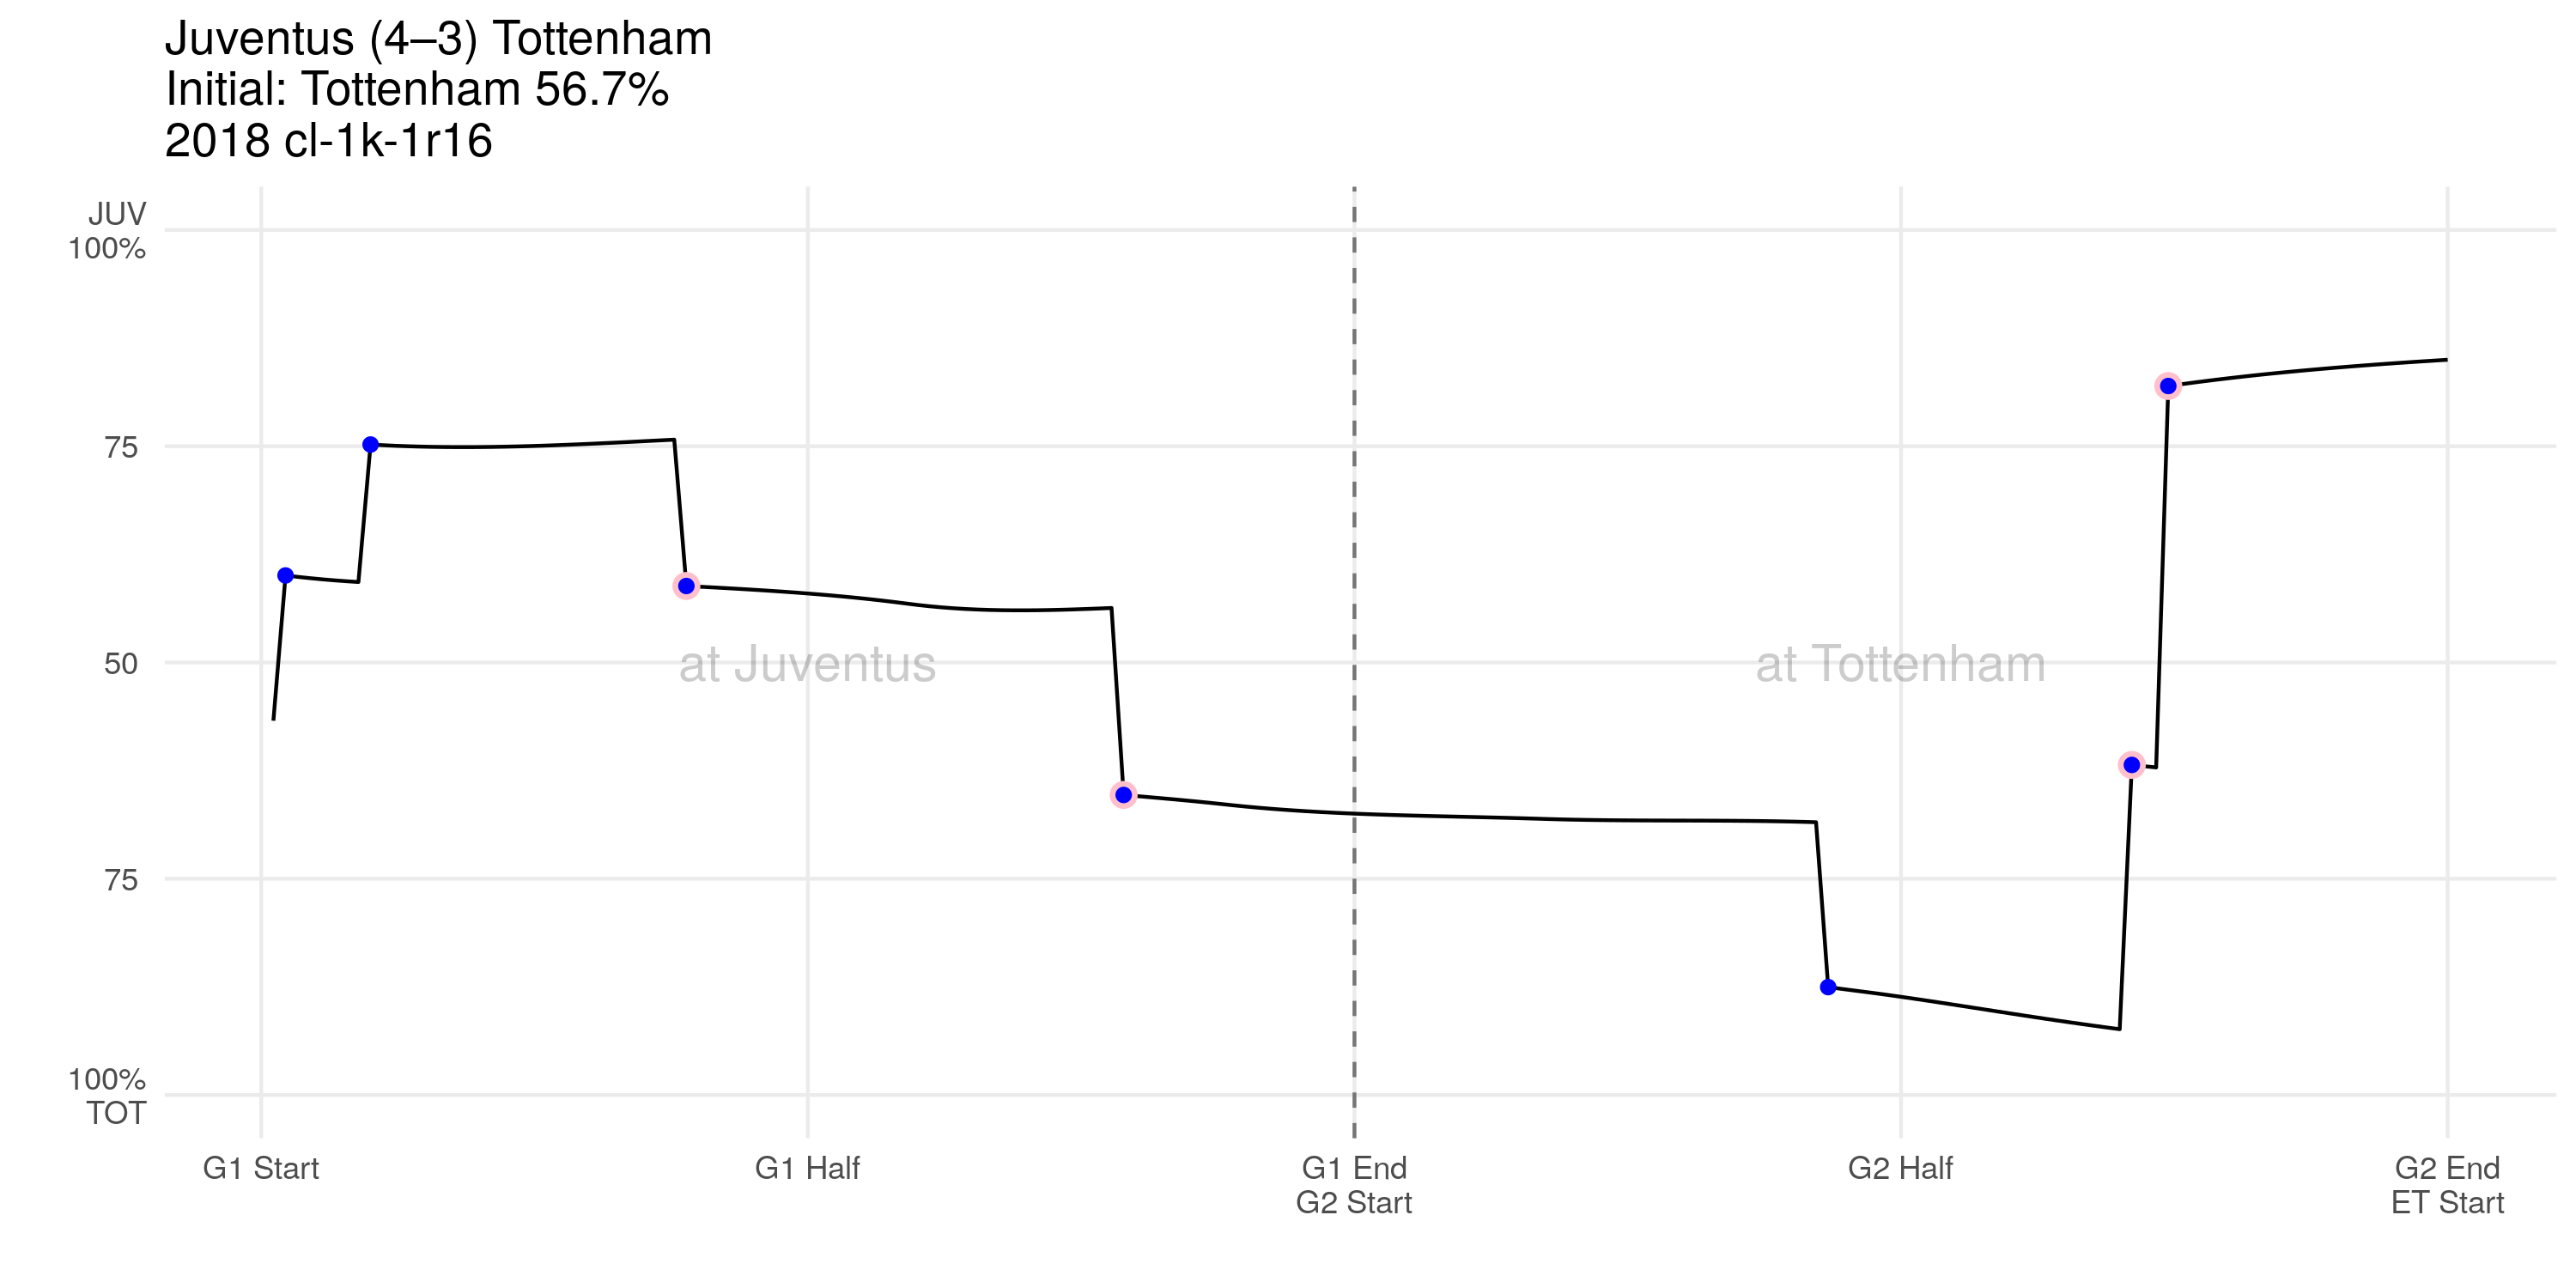 Juventus (4–3) Tottenham
Initial: Tottenham 56.7%
2018 cl-1k-1r16
JUV
100%
75
50
75
100%
TOT
at Juventus
at Tottenham
G1 Start
G1 Half
G1 End
G2 Start
G2 Half
G2 End
ET Start